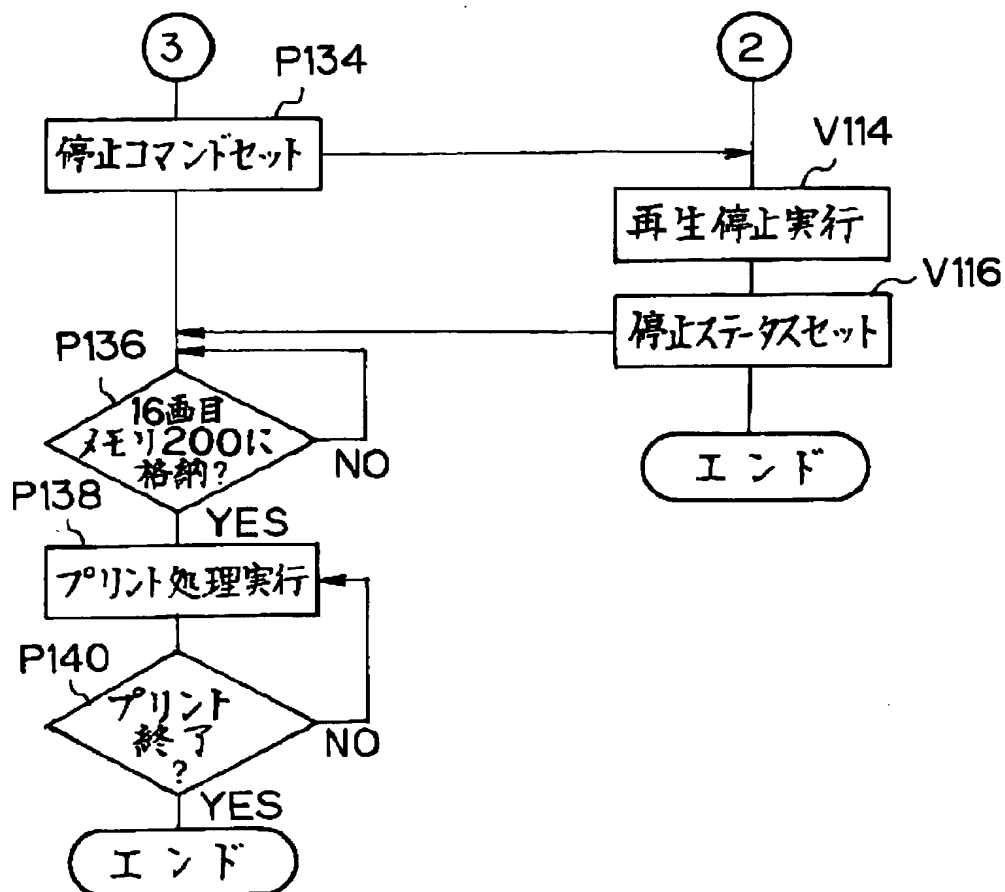 3
P134
停止コマンドセット
P136
16画目
メモリ200に
格納?
NO
YES
P138
プリント処理実行
P140
プリント
終了
?
NO
YES
エンド
2
V114
再生停止実行
V116
停止ステータスセット
エンド